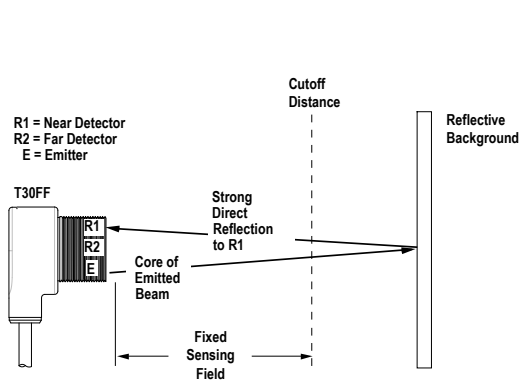 Cutoff
Distance
R1 = Near Detector
R2 = Far Detector
E = Emitter
Reflective
Background
T30FF
R1
R2
E
Strong
Direct
Reflection
to R1
Core of
Emitted
Beam
Fixed
Sensing
Field